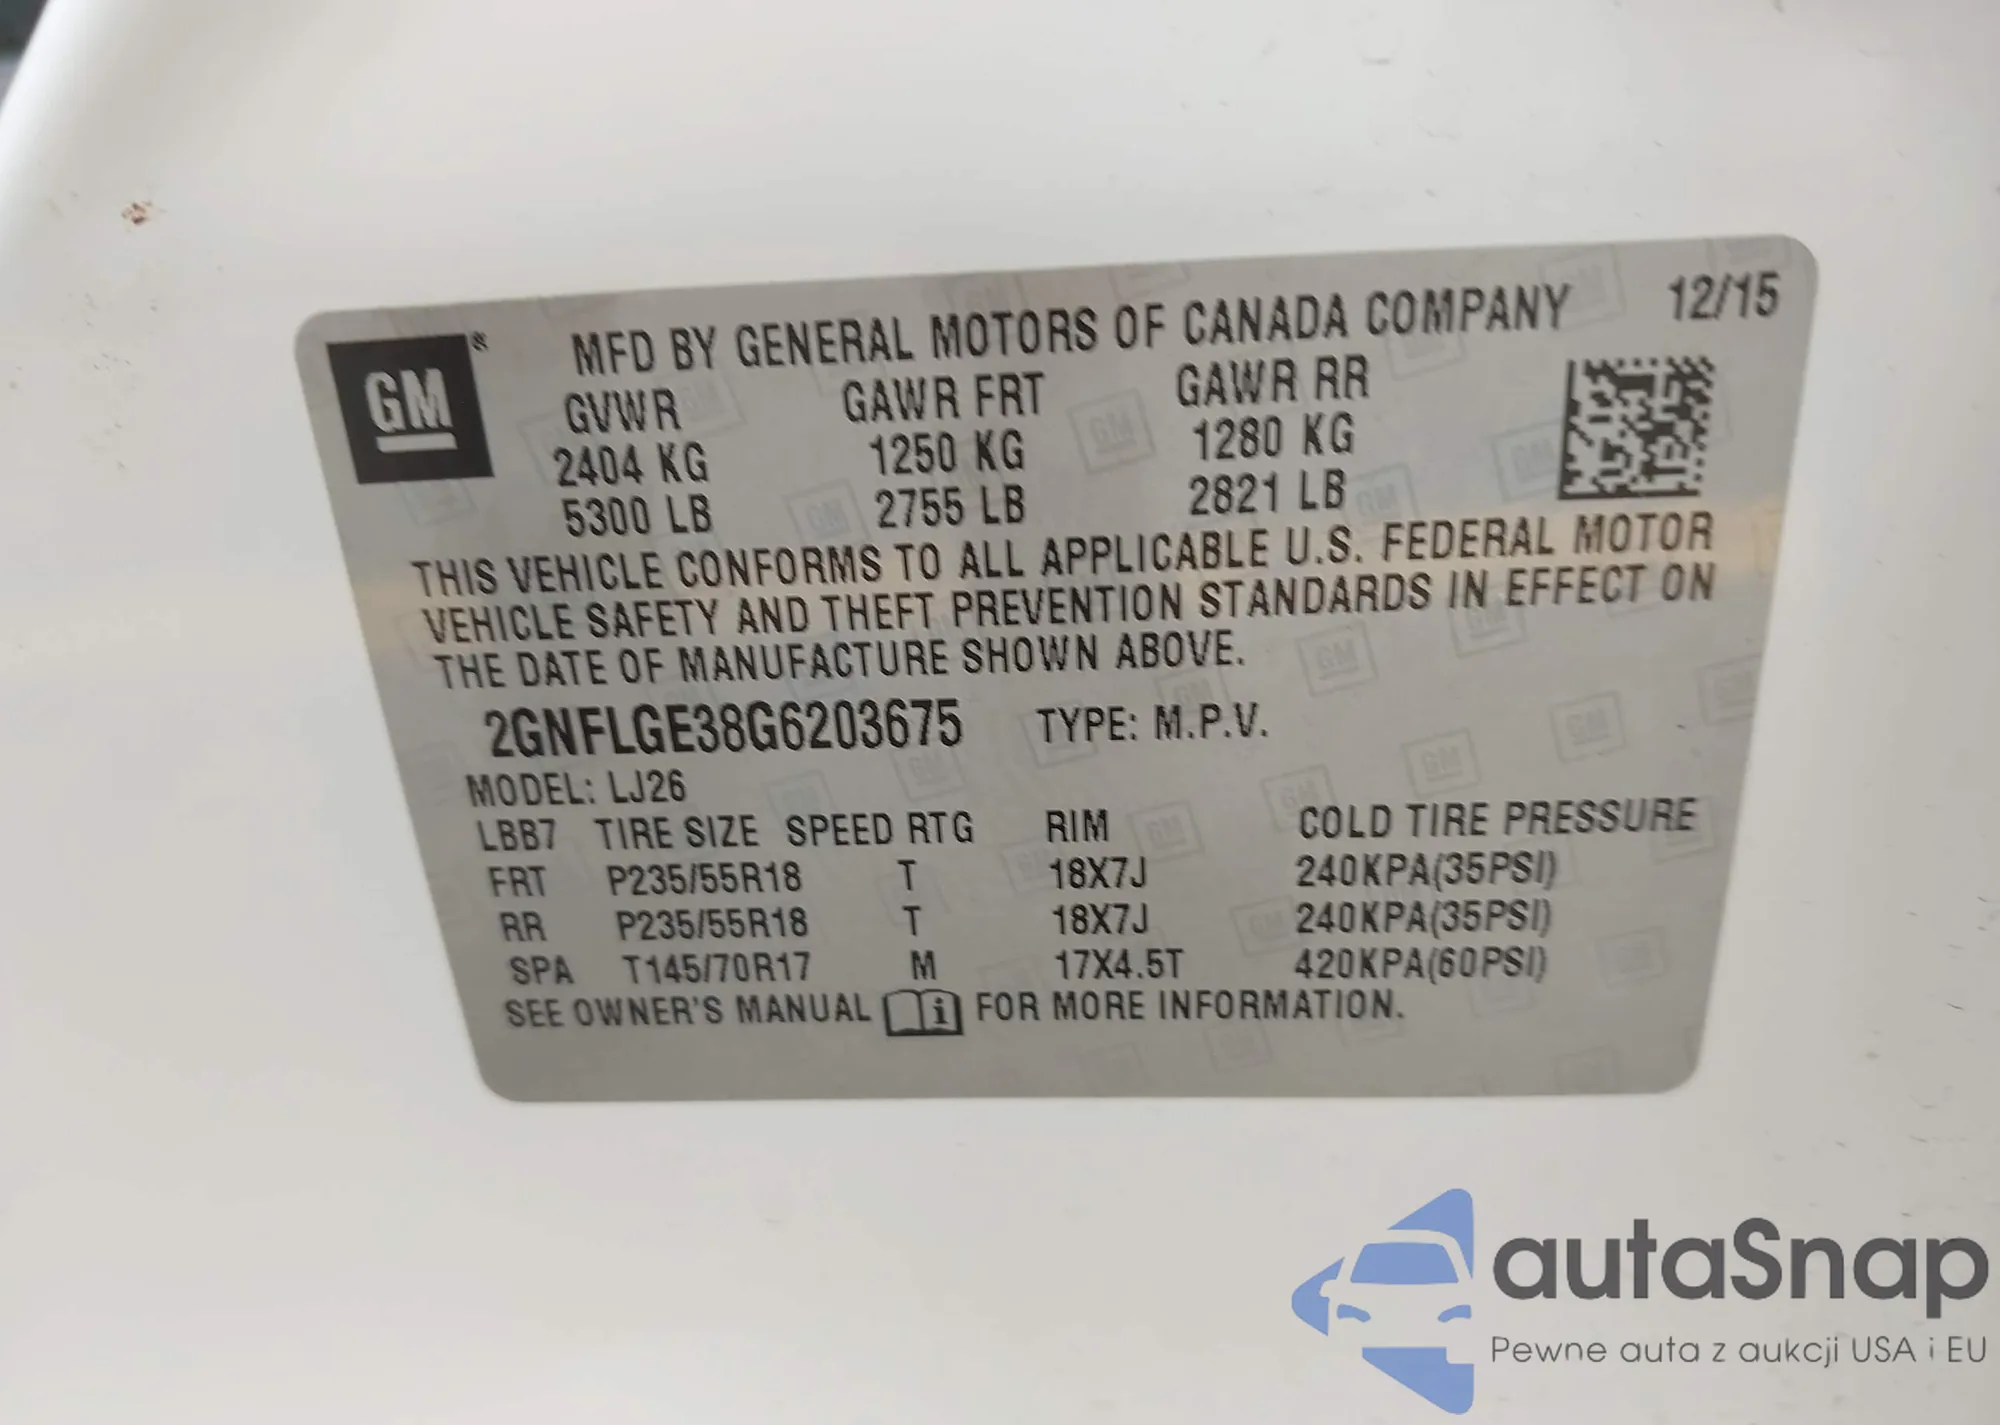 GM®
MFD BY GENERAL MOTORS OF CANADA COMPANY 12/15
GVWR GAWR FRT GAWR RR
2404 KG 1250 KG 1280 KG
5300 LB 2755 LB 2821 LB
THIS VEHICLE CONFORMS TO ALL APPLICABLE U.S. FEDERAL MOTOR
VEHICLE SAFETY AND THEFT PREVENTION STANDARDS IN EFFECT ON
THE DATE OF MANUFACTURE SHOWN ABOVE.
2GNFLGE38G6203675 TYPE: M.P.V.
MODEL: LJ26
LBB7 TIRE SIZE SPEED RTG RIM COLD TIRE PRESSURE
FRT P235/55R18 T 18X7J 240KPA(35PSI)
RR P235/55R18 T 18X7J 240KPA(35PSI)
SPA T145/70R17 M 17X4.5T 420KPA(60PSI)
SEE OWNER'S MANUAL i FOR MORE INFORMATION.
autaSnap
Pewne auta z aukcji USA i EU